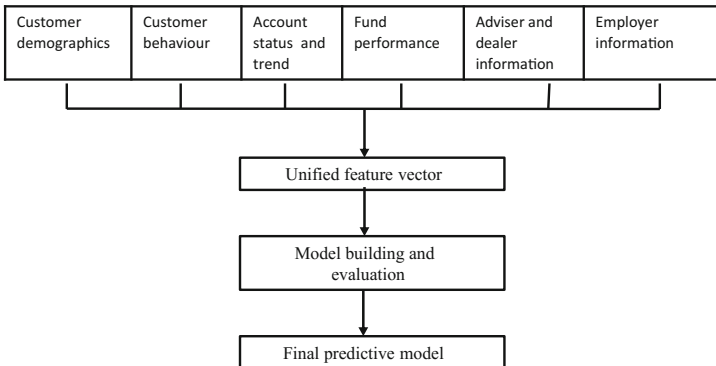 Customer
demographics
Customer
behaviour
Account
status and
trend
Fund
performance
Adviser and
dealer
information
Employer
information
Unified feature vector
Model building and
evaluation
Final predictive model